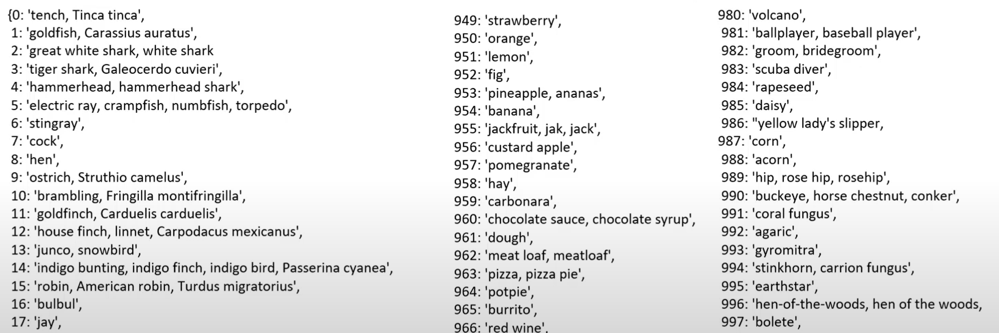 {0: 'tench, Tinca tinca',
1: 'goldfish, Carassius auratus',
2: 'great white shark, white shark
3: 'tiger shark, Galeocerdo cuvieri',
4: 'hammerhead, hammerhead shark',
5: 'electric ray, crampfish, numbfish, torpedo',
6: 'stingray',
7: 'cock',
8: 'hen',
9: 'ostrich, Struthio camelus',
10: 'brambling, Fringilla montifringilla',
11: 'goldfinch, Carduelis carduelis',
12: 'house finch, linnet, Carpodacus mexicanus',
13: 'junco, snowbird',
14: 'indigo bunting, indigo finch, indigo bird, Passerina cyanea',
15: 'robin, American robin, Turdus migratorius',
16: 'bulbul',
17: 'jay',
949: 'strawberry',
950: 'orange',
951: 'lemon',
952: 'fig',
953: 'pineapple, ananas',
954: 'banana',
955: 'jackfruit, jak, jack',
956: 'custard apple',
957: 'pomegranate',
958: 'hay',
959: 'carbonara',
960: 'chocolate sauce, chocolate syrup',
961: 'dough',
962: 'meat loaf, meatloaf',
963: 'pizza, pizza pie',
964: 'potpie',
965: 'burrito',
966: 'red wine',
980: 'volcano',
981: 'ballplayer, baseball player',
982: 'groom, bridegroom',
983: 'scuba diver',
984: 'rapeseed',
985: 'daisy',
986: "yellow lady's slipper,
987: 'corn',
988: 'acorn',
989: 'hip, rose hip, rosehip',
990: 'buckeye, horse chestnut, conker',
991: 'coral fungus',
992: 'agaric',
993: 'gyromitra',
994: 'stinkhorn, carrion fungus',
995: 'earthstar',
996: 'hen-of-the-woods, hen of the woods,
997: 'bolete',